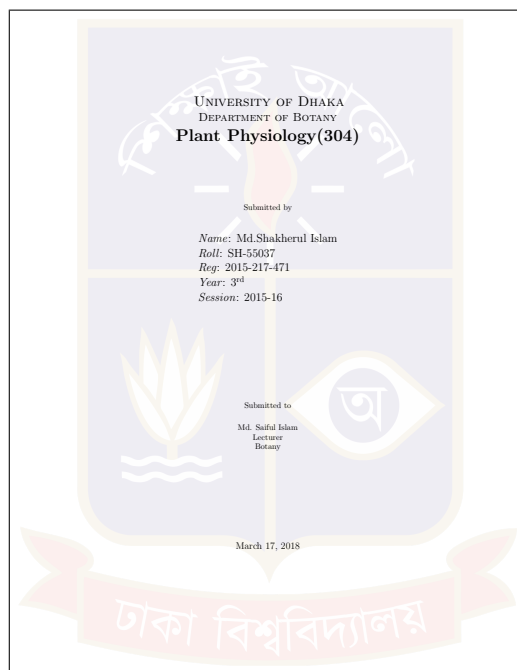 শিক্ষাই আলো
UNIVERSITY OF DHAKA
DEPARTMENT OF BOTANY
Plant Physiology(304)
Submitted by
Name: Md.Shakherul Islam
Roll: SH-55037
Reg: 2015-217-471
Year: 3rd
Session: 2015-16
Submitted to
Md. Saiful Islam
Lecturer
Botany
অ
March 17, 2018
ঢাকা বিশ্ববিদ্যালয়